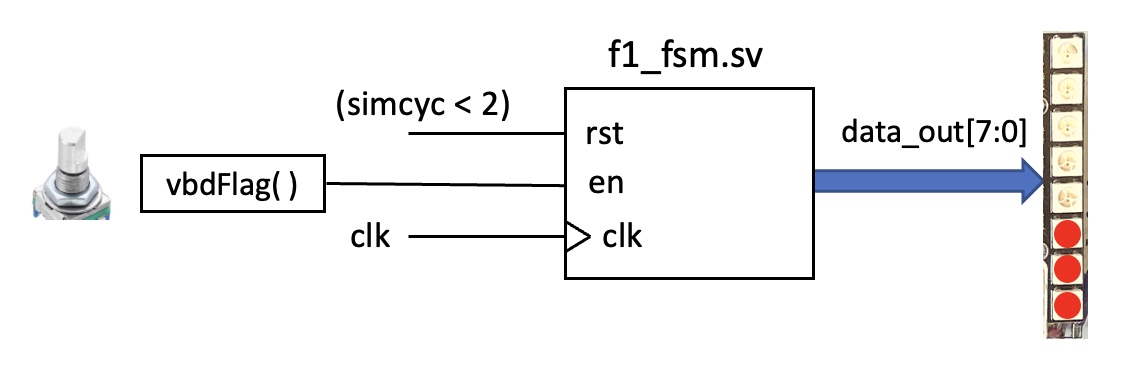 f1_fsm.sv
(simcyc < 2)
rst
data_out[7:0]
vbdFlag( )
en
clk
clk